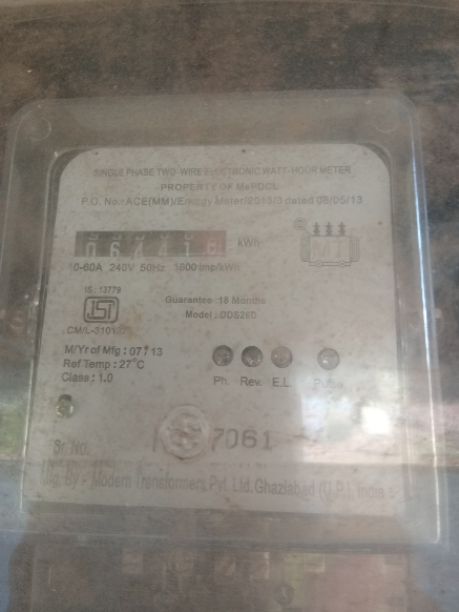 SINGLE PHASE TWO-WIRE ELECTRONIC WATT-HOUR METER
PROPERTY OF MePDCL
P.O. No.: ACE(MM)/Energy Meter/2013/3 dated 08/05/13
kWh
10-60A 240V 50Hz 1600 imp/kWh
MT
IS : 13779
Guarantee :18 Months
Model : DDS26D
M/Yr of Mfg : 07 / 13
Ref Temp : 27°C
Class : 1.0
Ph. Rev. E.L. Pulse
Sr. No. 7061
By - Modern Transformers Pvt. Ltd. Ghaziabad (U.P.), India